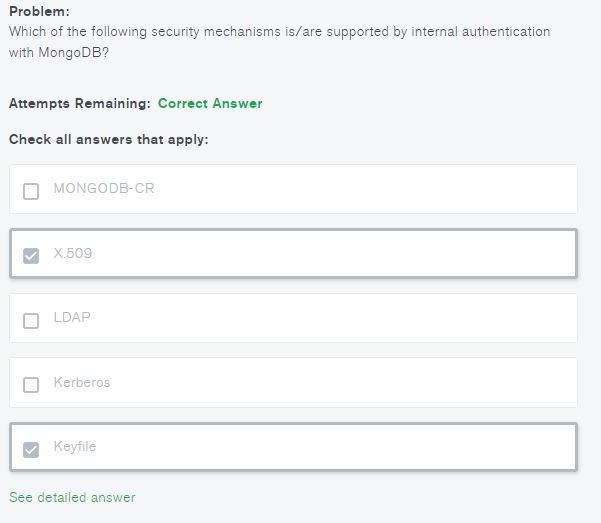 Problem:
Which of the following security mechanisms is/are supported by internal authentication
with MongoDB?
Attempts Remaining: Correct Answer
Check all answers that apply:
MONGODB-CR
X.509
LDAP
Kerberos
Keyfile
See detailed answer